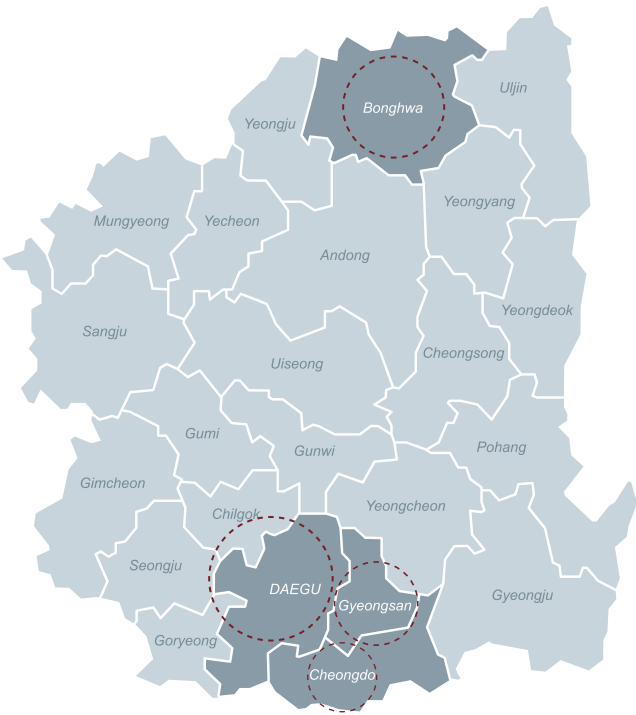 Uljin
Bonghwa
Yeongju
Yeongyang
Mungyeong
Yecheon
Andong
Yeongdeok
Sangju
Cheongsong
Uiseong
Gumi
Gunwi
Pohang
Gimcheon
Yeongcheon
Chilgok
Seongju
DAEGU
Gyeongju
Gyeongsan
Goryeong
Cheongdo